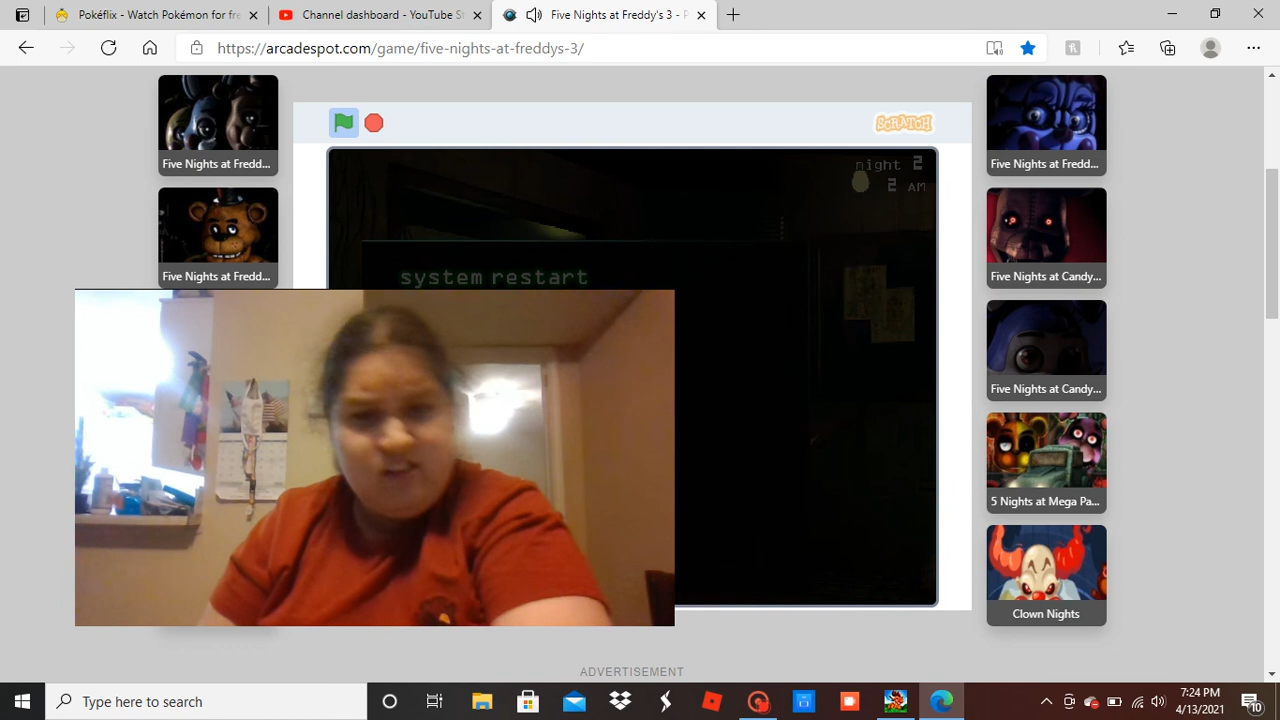 Pokéflix - Watch Pokémon for fre
Channel dashboard - YouTube St
Five Nights at Freddy's 3 - P
https://arcadespot.com/game/five-nights-at-freddys-3/
SCRATCH
night 2
2 AM
system restart
Five Nights at Fredd...
Five Nights at Fredd...
Five Nights at Fredd...
Five Nights at Candy...
Five Nights at Candy...
5 Nights at Mega Pa...
Clown Nights
ADVERTISEMENT
Type here to search
7:24 PM
4/13/2021
10